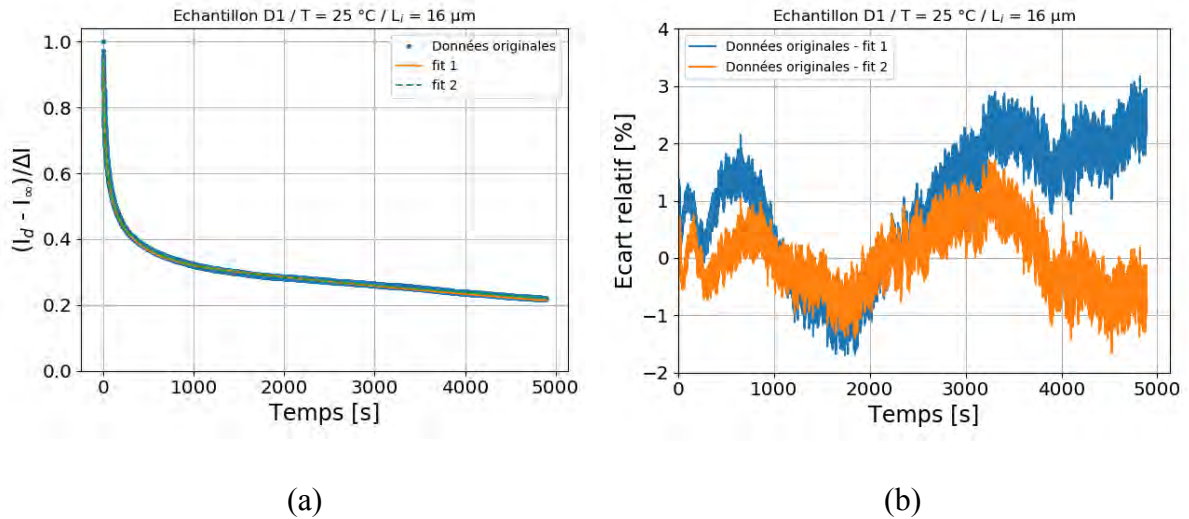 Echantillon D1 / T = 25 °C / Lᵢ = 16 μm
(I_d - I_∞)/ΔI
1.0
0.8
0.6
0.4
0.2
0.0
Données originales
fit 1
fit 2
0 1000 2000 3000 4000 5000
Temps [s]
(a)
Echantillon D1 / T = 25 °C / Lᵢ = 16 μm
Ecart relatif [%]
4
3
2
1
0
−1
−2
Données originales - fit 1
Données originales - fit 2
0 1000 2000 3000 4000 5000
Temps [s]
(b)